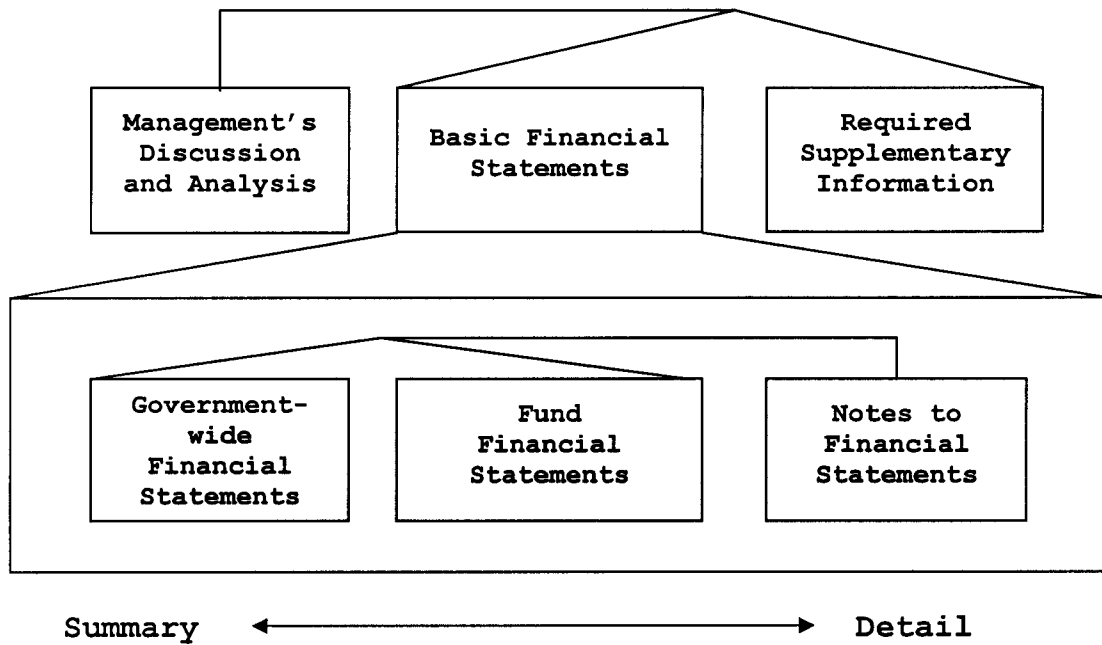 Management's
Discussion
and Analysis
Basic Financial
Statements
Required
Supplementary
Information
Government-
wide
Financial
Statements
Fund
Financial
Statements
Notes to
Financial
Statements
Summary
Detail